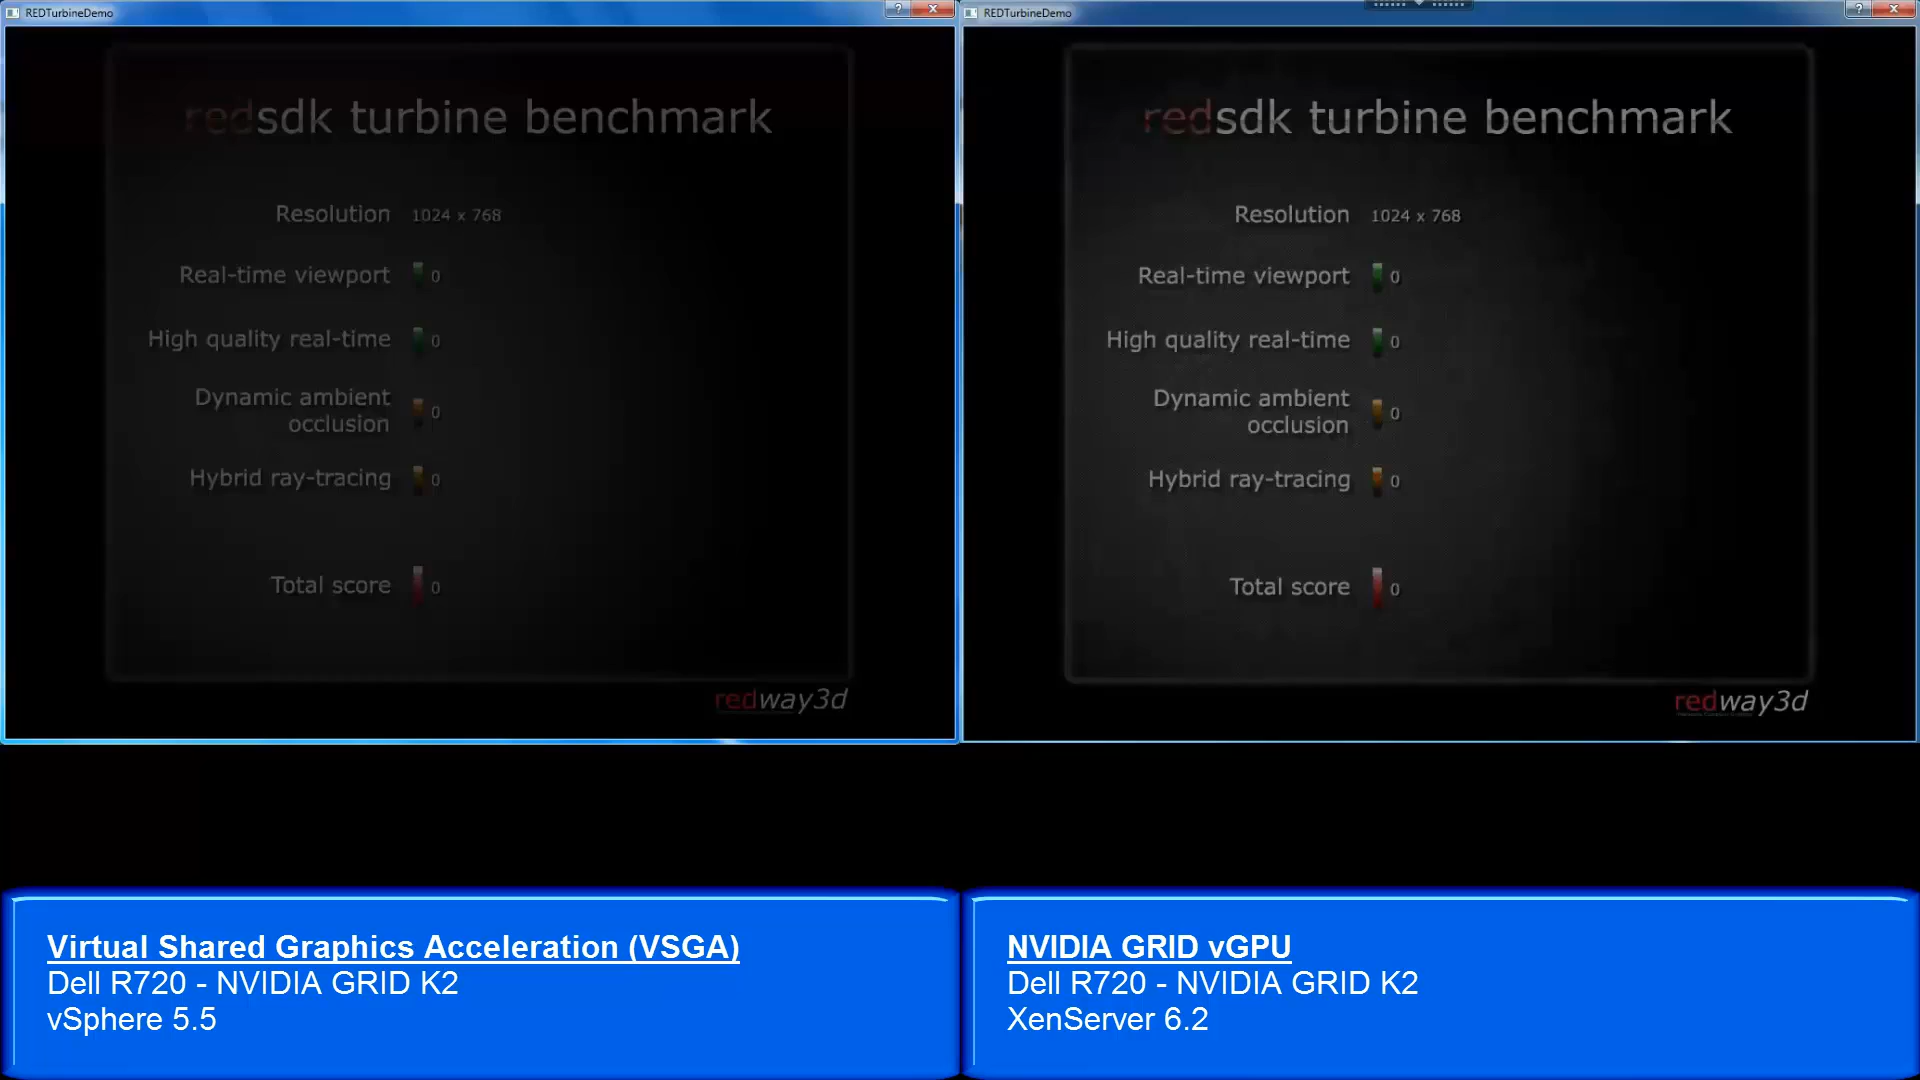 REDTurbineDemo
redsdk turbine benchmark
Resolution 1024 x 768
Real-time viewport 0
High quality real-time 0
Dynamic ambient
occlusion 0
Hybrid ray-tracing 0
Total score 0
redway3d
REDTurbineDemo
redsdk turbine benchmark
Resolution 1024 x 768
Real-time viewport 0
High quality real-time 0
Dynamic ambient
occlusion 0
Hybrid ray-tracing 0
Total score 0
redway3d
Virtual Shared Graphics Acceleration (VSGA)
Dell R720 - NVIDIA GRID K2
vSphere 5.5
NVIDIA GRID vGPU
Dell R720 - NVIDIA GRID K2
XenServer 6.2